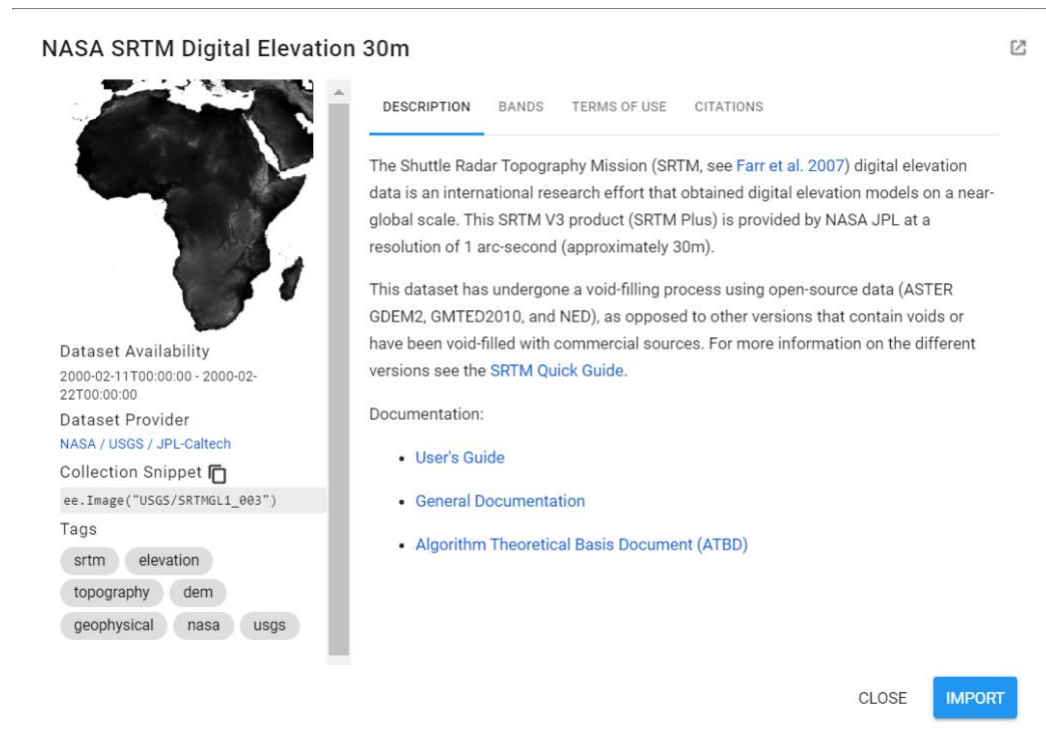 NASA SRTM Digital Elevation 30m
Dataset Availability
2000-02-11T00:00:00 - 2000-02-
22T00:00:00
Dataset Provider
NASA / USGS / JPL-Caltech
Collection Snippet
ee.Image("USGS/SRTMGL1_003")
Tags
srtm elevation
topography dem
geophysical nasa usgs
DESCRIPTION BANDS TERMS OF USE CITATIONS
The Shuttle Radar Topography Mission (SRTM, see Farr et al. 2007) digital elevation
data is an international research effort that obtained digital elevation models on a near-
global scale. This SRTM V3 product (SRTM Plus) is provided by NASA JPL at a
resolution of 1 arc-second (approximately 30m).
This dataset has undergone a void-filling process using open-source data (ASTER
GDEM2, GMTED2010, and NED), as opposed to other versions that contain voids or
have been void-filled with commercial sources. For more information on the different
versions see the SRTM Quick Guide.
Documentation:
• User's Guide
• General Documentation
• Algorithm Theoretical Basis Document (ATBD)
CLOSE IMPORT